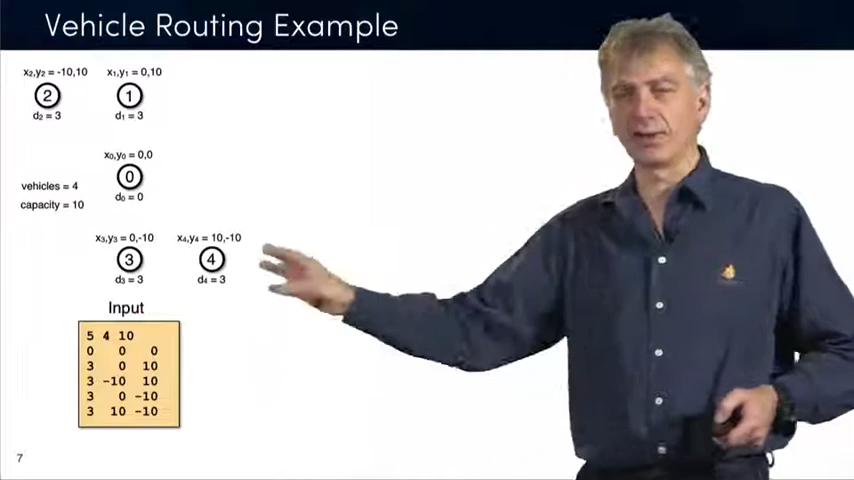 Vehicle Routing Example
x₂,y₂ = -10,10
x₁,y₁ = 0,10
2
1
d₂ = 3
d₁ = 3
x₀,y₀ = 0,0
0
d₀ = 0
vehicles = 4
capacity = 10
x₃,y₃ = 0,-10
x₄,y₄ = 10,-10
3
4
d₃ = 3
d₄ = 3
Input
5 4 10
0 0 0
3 0 10
3 -10 10
3 0 -10
3 10 -10
7